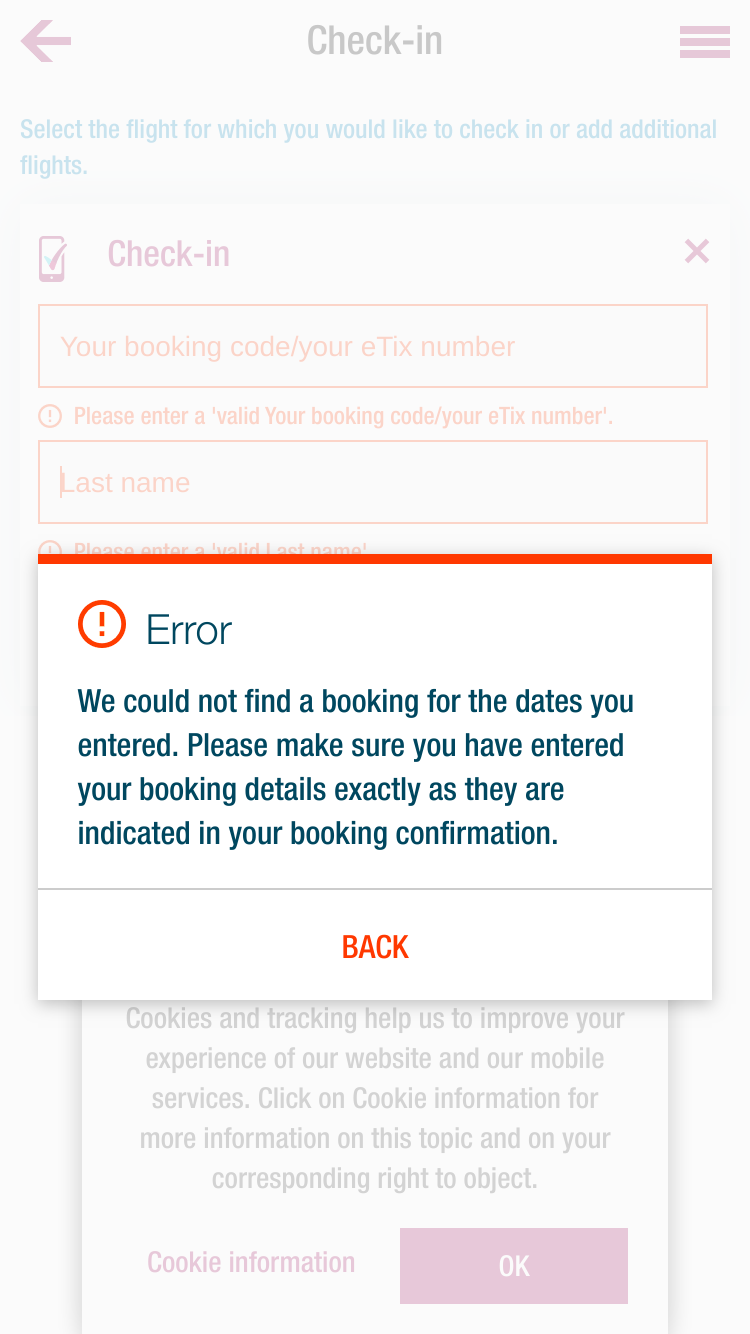 Check-in
Select the flight for which you would like to check in or add additional
flights.
Check-in
Your booking code/your eTix number
Please enter a 'valid Your booking code/your eTix number'.
Last name
Please enter a 'valid Last name'
Error
We could not find a booking for the dates you
entered. Please make sure you have entered
your booking details exactly as they are
indicated in your booking confirmation.
BACK
Cookies and tracking help us to improve your
experience of our website and our mobile
services. Click on Cookie information for
more information on this topic and on your
corresponding right to object.
Cookie information
OK